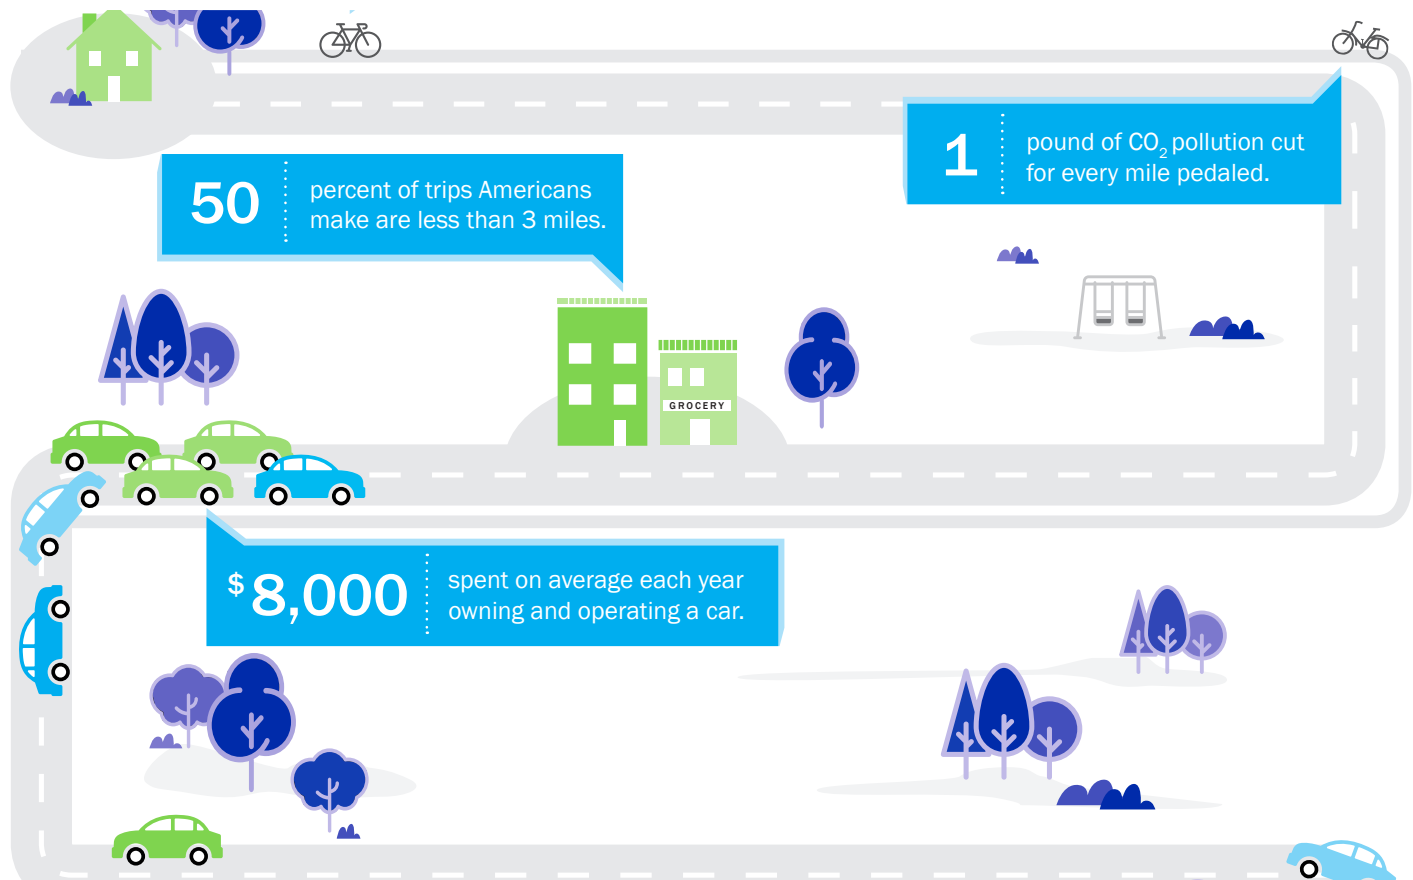 1
pound of CO2 pollution cut
for every mile pedaled.
50
percent of trips Americans
make are less than 3 miles.
GROCERY
$8,000
spent on average each year
owning and operating a car.